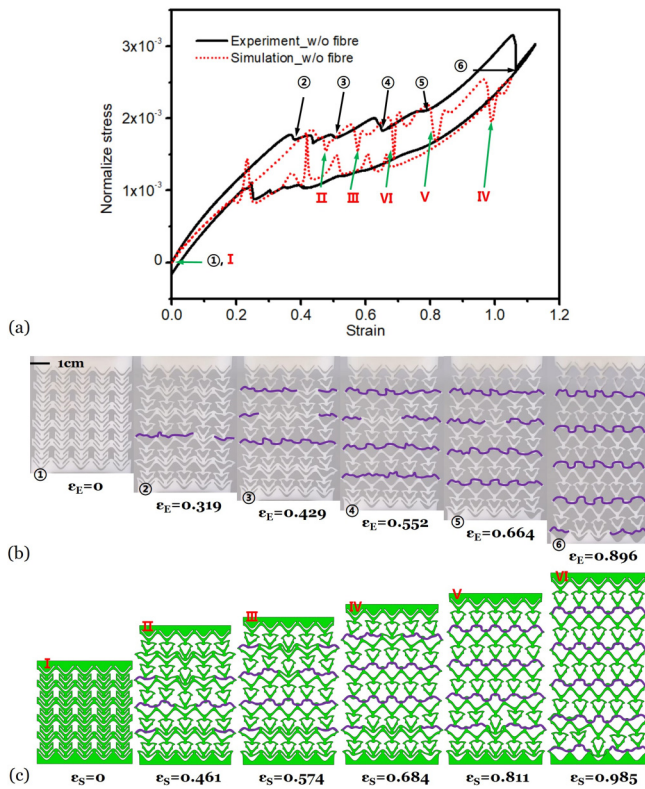 3x10⁻³
Experiment_w/o fibre
Simulation_w/o fibre
⑥
②
③
④
⑤
2x10⁻³
Normalize stress
1x10⁻³
II
III
VI
V
IV
0
①, I
0.0
0.2
0.4
0.6
0.8
1.0
1.2
(a)
Strain
1cm
①
εE=0
②
εE=0.319
③
εE=0.429
④
εE=0.552
⑤
εE=0.664
⑥
εE=0.896
(b)
I
II
III
IV
V
VI
(c)
εS=0
εS=0.461
εS=0.574
εS=0.684
εS=0.811
εS=0.985